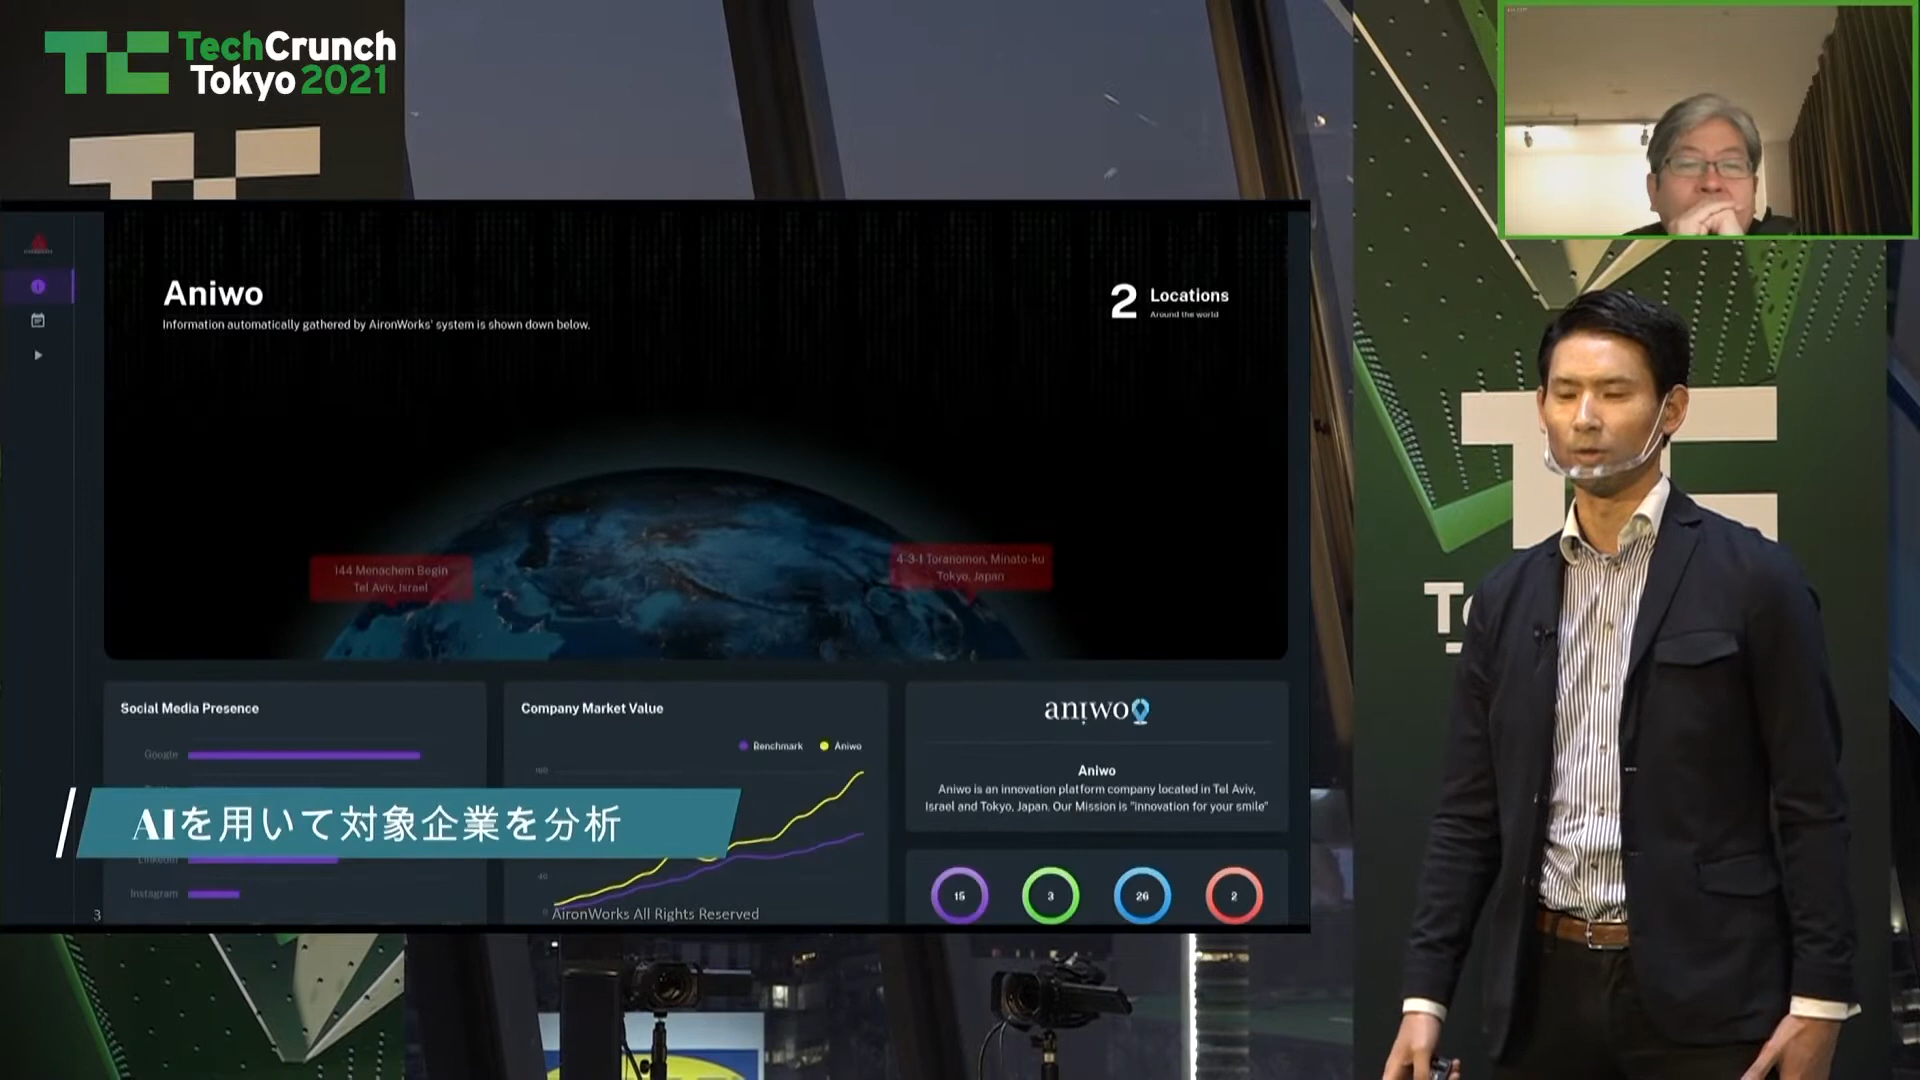 TechCrunch
Tokyo 2021
Aniwo
Information automatically gathered by AironWorks' system is shown down below.
2
Locations
Around the world
144 Menachem Begin
Tel Aviv, Israel
4-3-1 Toranomon, Minato-ku
Tokyo, Japan
Social Media Presence
Google
LinkedIn
Instagram
Company Market Value
Benchmark
Aniwo
100
40
0
aniwo
Aniwo
Aniwo is an innovation platform company located in Tel Aviv,
Israel and Tokyo, Japan. Our Mission is "innovation for your smile"
15
3
26
2
AIを用いて対象企業を分析
3
AironWorks All Rights Reserved